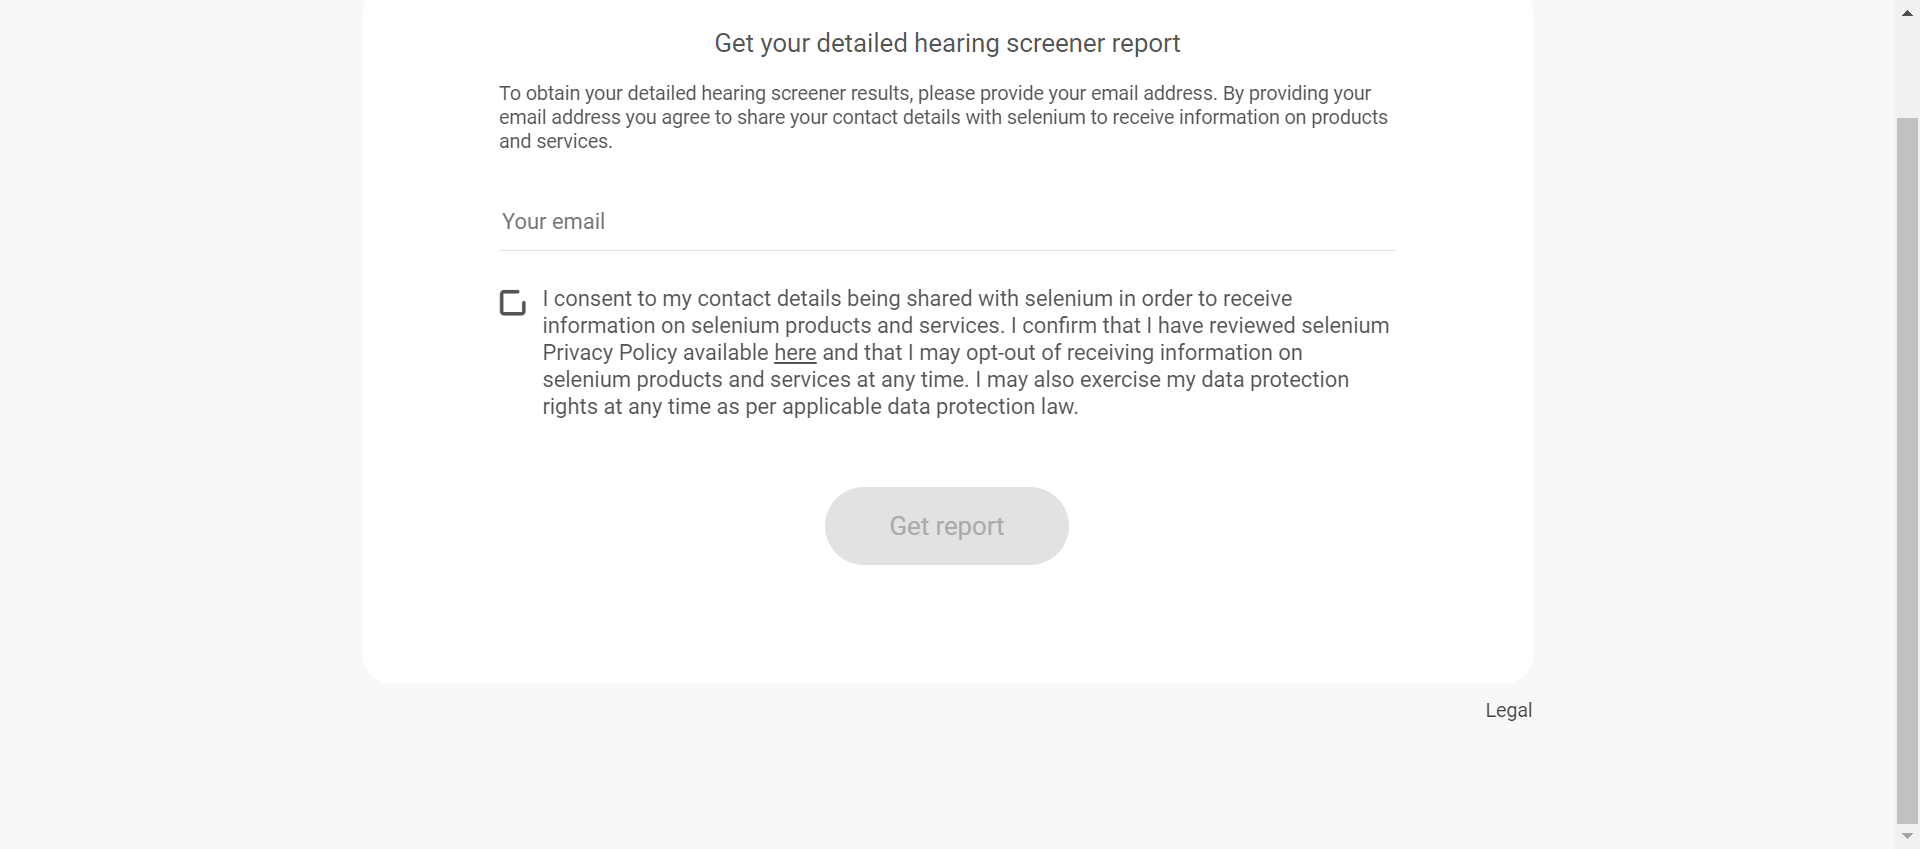 Get your detailed hearing screener report
To obtain your detailed hearing screener results, please provide your email address. By providing your
email address you agree to share your contact details with selenium to receive information on products
and services.
Your email
I consent to my contact details being shared with selenium in order to receive
information on selenium products and services. I confirm that I have reviewed selenium
Privacy Policy available here and that I may opt-out of receiving information on
selenium products and services at any time. I may also exercise my data protection
rights at any time as per applicable data protection law.
Get report
Legal